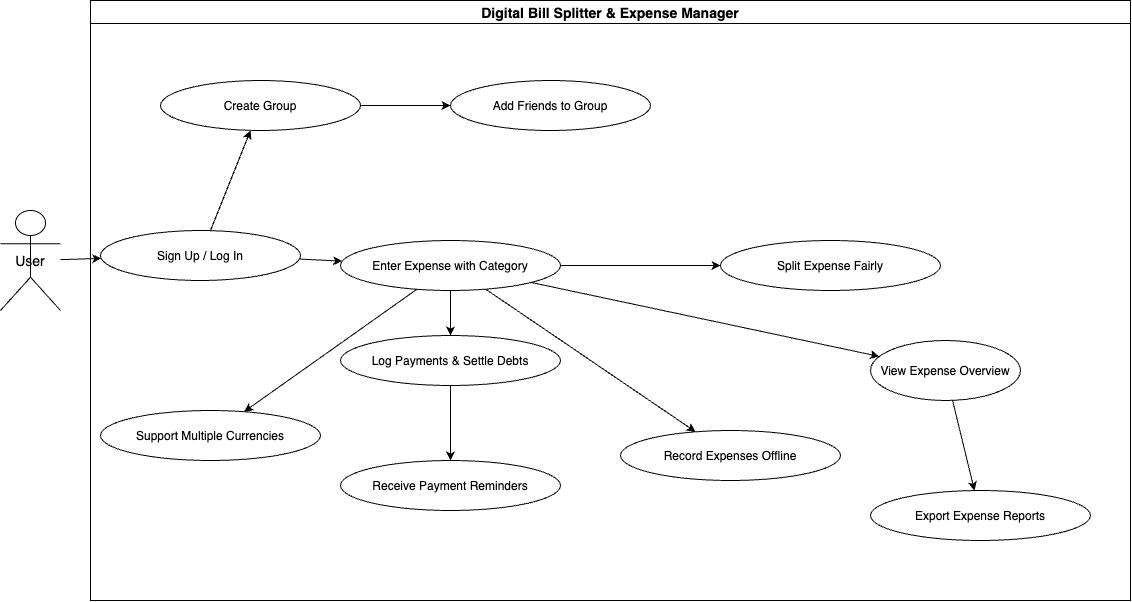 Digital Bill Splitter & Expense Manager
Create Group
Add Friends to Group
User
Sign Up / Log In
Enter Expense with Category
Split Expense Fairly
Log Payments & Settle Debts
View Expense Overview
Support Multiple Currencies
Record Expenses Offline
Receive Payment Reminders
Export Expense Reports